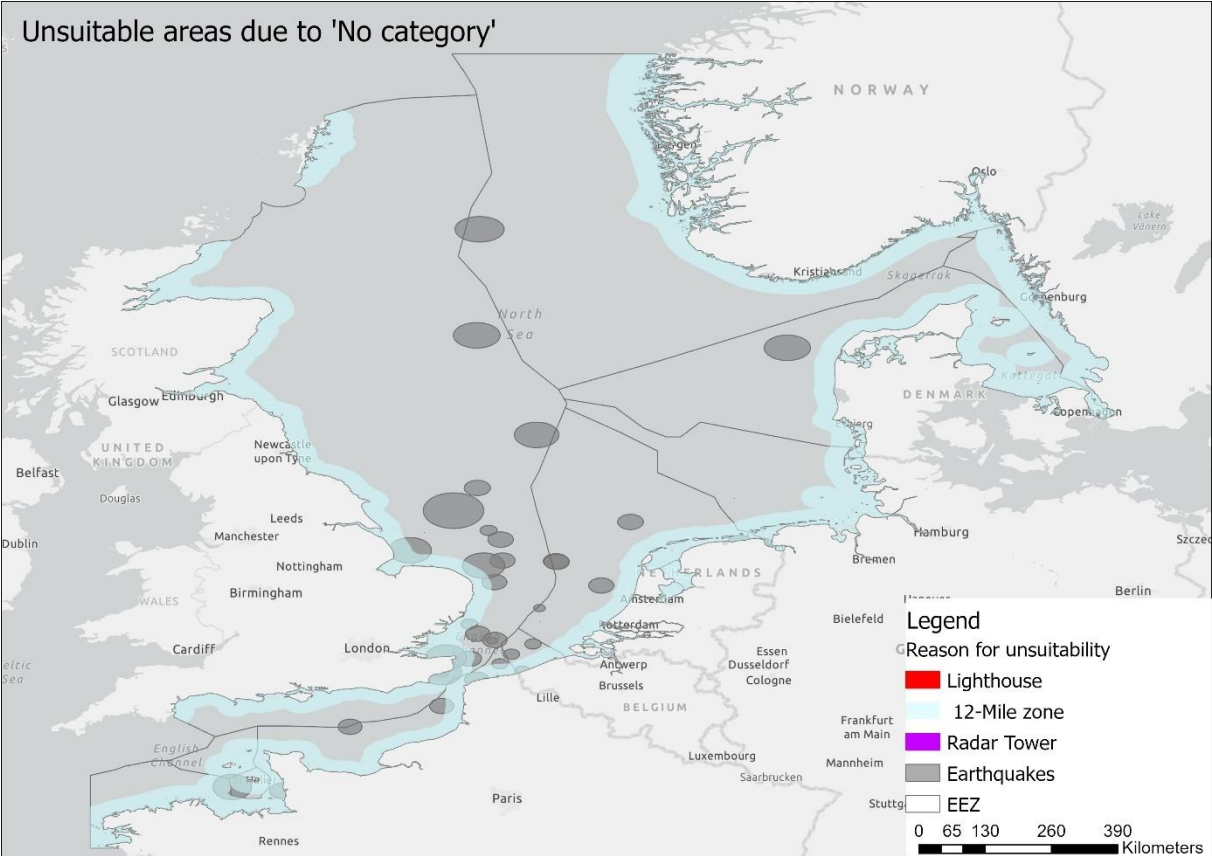 Unsuitable areas due to 'No category'
NORWAY
Bergen
Oslo
Lake
Vänern
Kristiansand
Skagerrak
Gothenburg
North
Sea
SCOTLAND
Glasgow
Edinburgh
DENMARK
Kattegat
Copenhagen
Esbjerg
UNITED
KINGDOM
Newcastle
upon Tyne
Belfast
Douglas
Leeds
Manchester
Dublin
Nottingham
Hamburg
Bremen
Szczec
NETHERLANDS
Berlin
Birmingham
WALES
Amsterdam
Hanover
Rotterdam
Bielefeld
Cardiff
London
Channel
eltic
Sea
Essen
Dusseldorf
Cologne
Antwerp
Brussels
Lille
BELGIUM
Frankfurt
am Main
English
Channel
Luxembourg
Mannheim
Saarbrucken
Paris
Stuttga
Rennes
Legend
Reason for unsuitability
Lighthouse
12-Mile zone
Radar Tower
Earthquakes
EEZ
0 65 130 260 390
Kilometers